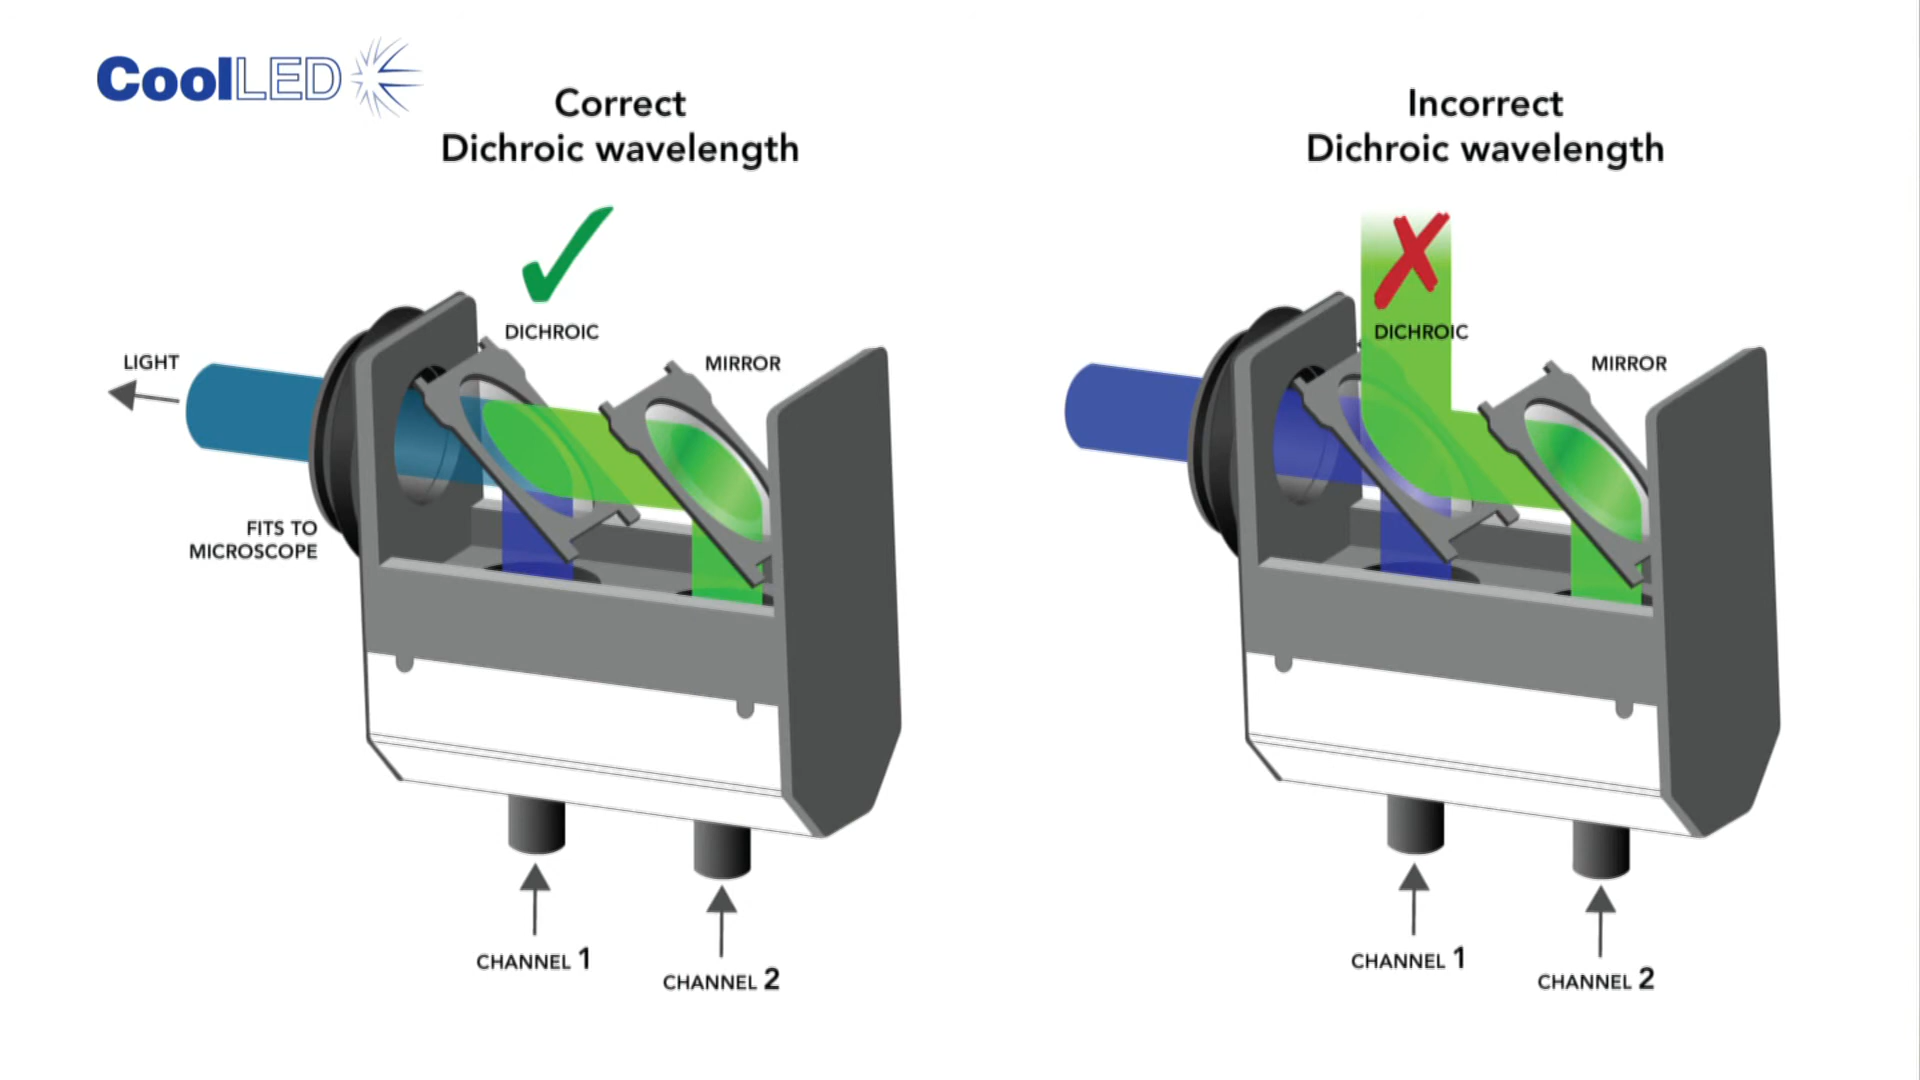 CoolLED
Correct
Dichroic wavelength
DICHROIC
MIRROR
LIGHT
FITS TO
MICROSCOPE
CHANNEL 1
CHANNEL 2
Incorrect
Dichroic wavelength
DICHROIC
MIRROR
CHANNEL 1
CHANNEL 2